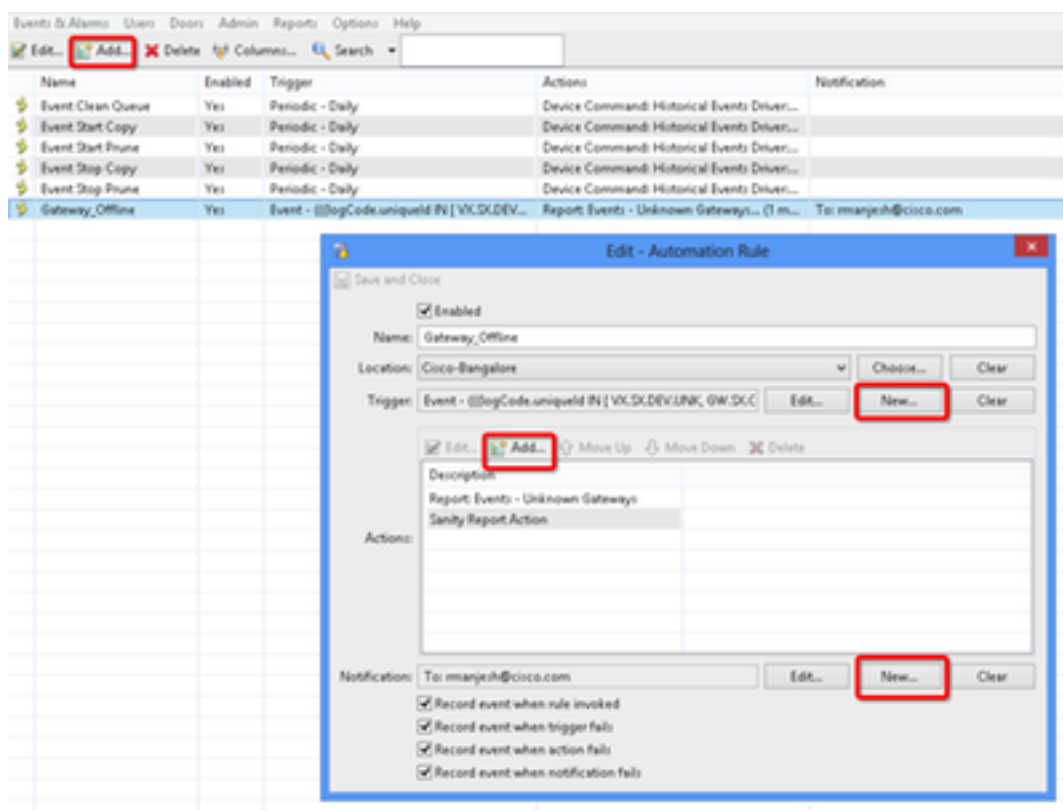 Events & Alarms Users Doors Admin Reports Options Help
Edit... Add... Delete Columns... Search
Name Enabled Trigger Actions Notification
Event Clean Queue Yes Periodic - Daily Device Command: Historical Events Driver:...
Event Start Copy Yes Periodic - Daily Device Command: Historical Events Driver:...
Event Start Prune Yes Periodic - Daily Device Command: Historical Events Driver:...
Event Stop Copy Yes Periodic - Daily Device Command: Historical Events Driver:...
Event Stop Prune Yes Periodic - Daily Device Command: Historical Events Driver:...
Gateway_Offline Yes Event - (((logCode.uniqueId IN [ VX.SX.DEV... Report: Events - Unknown Gateways... (1 m... To: rmanjesh@cisco.com
Edit - Automation Rule
Save and Close
Enabled
Name: Gateway_Offline
Location: Cisco-Bangalore Choose... Clear
Trigger: Event - (((logCode.uniqueId IN [ VX.SX.DEV.UNK, GW.SX.C Edit... New... Clear
Edit... Add... Move Up Move Down Delete
Description
Report: Events - Unknown Gateways
Sanity Report Action
Actions:
Notification: To: rmanjesh@cisco.com Edit... New... Clear
Record event when rule invoked
Record event when trigger fails
Record event when action fails
Record event when notification fails